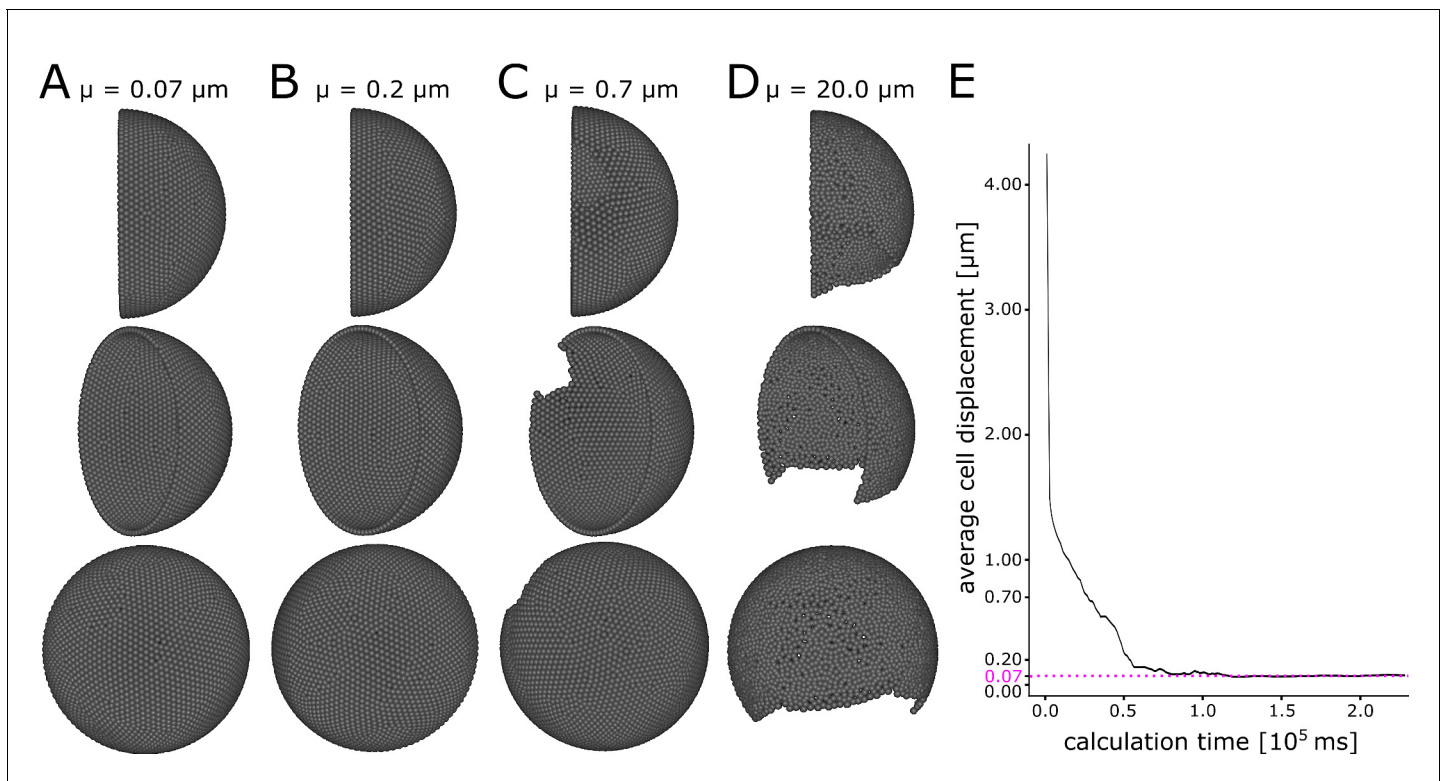 A μ = 0.07 μm
B μ = 0.2 μm
C μ = 0.7 μm
D μ = 20.0 μm
E
average cell displacement [μm]
4.00
3.00
2.00
1.00
0.70
0.20
0.07
0.00
0.0 0.5 1.0 1.5 2.0
calculation time [10⁵ ms]